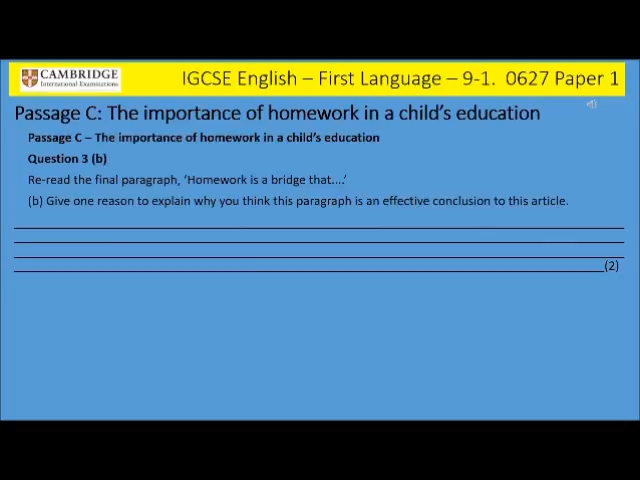 CAMBRIDGE
International Examinations
IGCSE English – First Language – 9-1. 0627 Paper 1
Passage C: The importance of homework in a child's education
Passage C – The importance of homework in a child's education
Question 3 (b)
Re-read the final paragraph, 'Homework is a bridge that....'
(b) Give one reason to explain why you think this paragraph is an effective conclusion to this article.
(2)